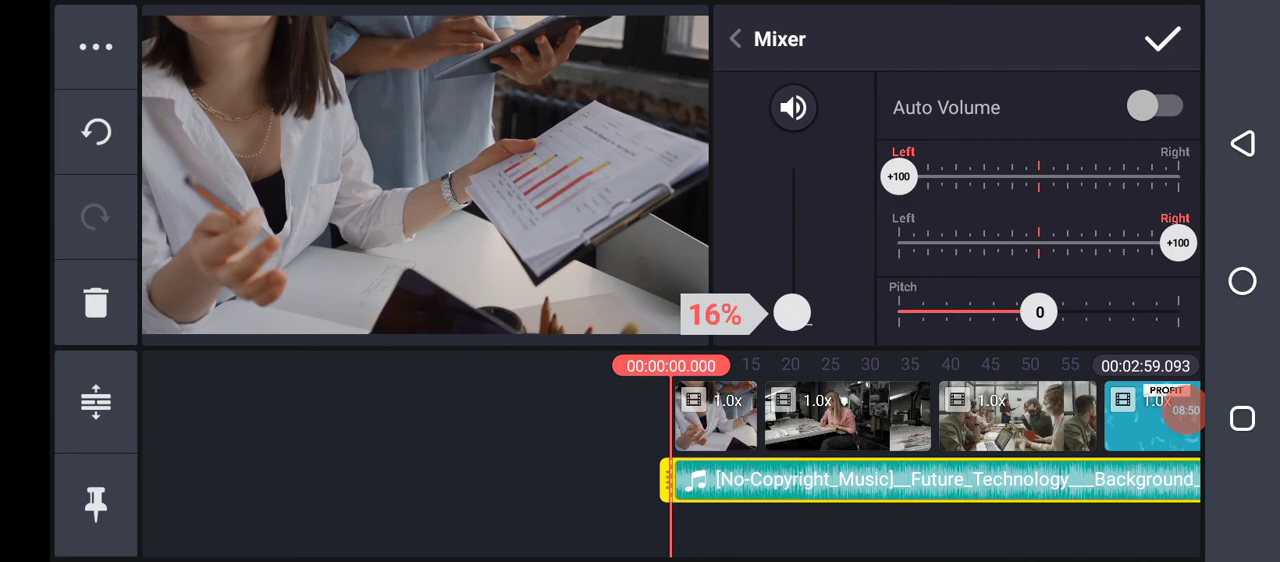 Mixer
Auto Volume
Left Right
+100
Left Right
+100
Pitch
0
16%
00:00:00.000 15 20 25 30 35 40 45 50 55 00:02:59.093
1.0x 1.0x 1.0x 1.0x
PROFIT
08:50
[No-Copyright_Music]__Future_Technology___Background_